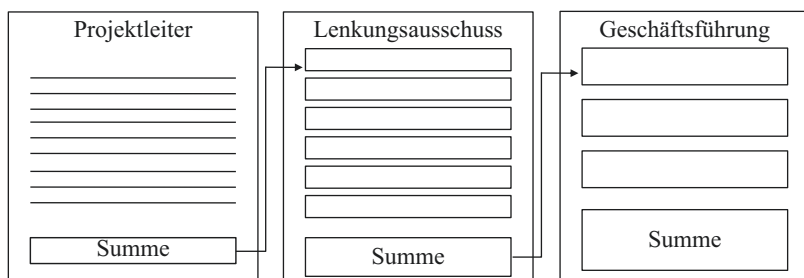 Projektleiter
Summe
Lenkungsausschuss
Summe
Geschäftsführung
Summe